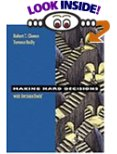 LOOK INSIDE!
Robert T. Clemen
Terence Reilly
MAKING HARD DECISIONS
with DecisionTools